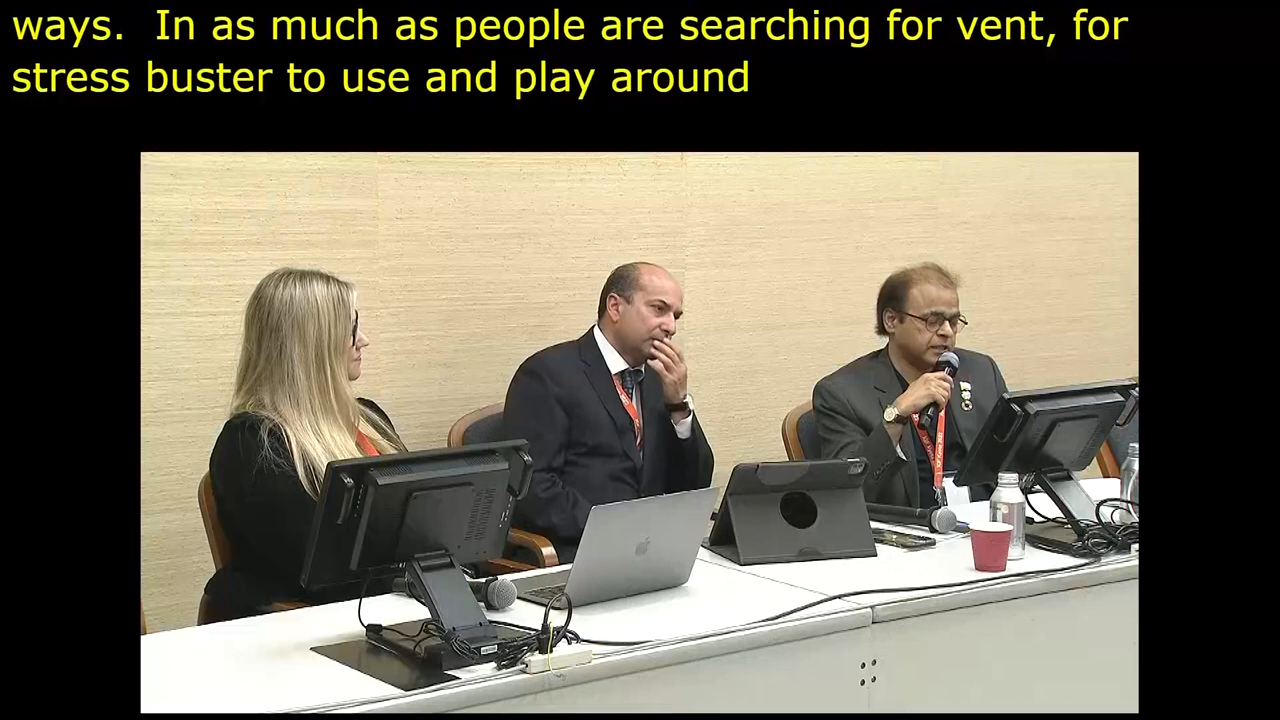 ways.  In as much as people are searching for vent, for
stress buster to use and play around